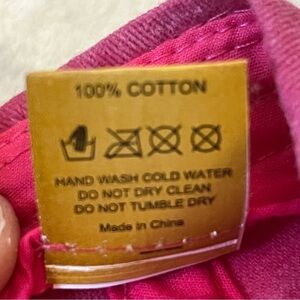 100% COTTON
HAND WASH COLD WATER
DO NOT DRY CLEAN
DO NOT TUMBLE DRY
Made in China